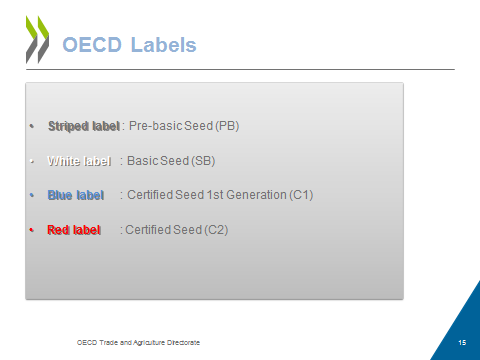 OECD Labels
• Striped label : Pre-basic Seed (PB)
• White label : Basic Seed (SB)
• Blue label : Certified Seed 1st Generation (C1)
• Red label : Certified Seed (C2)
OECD Trade and Agriculture Directorate
15